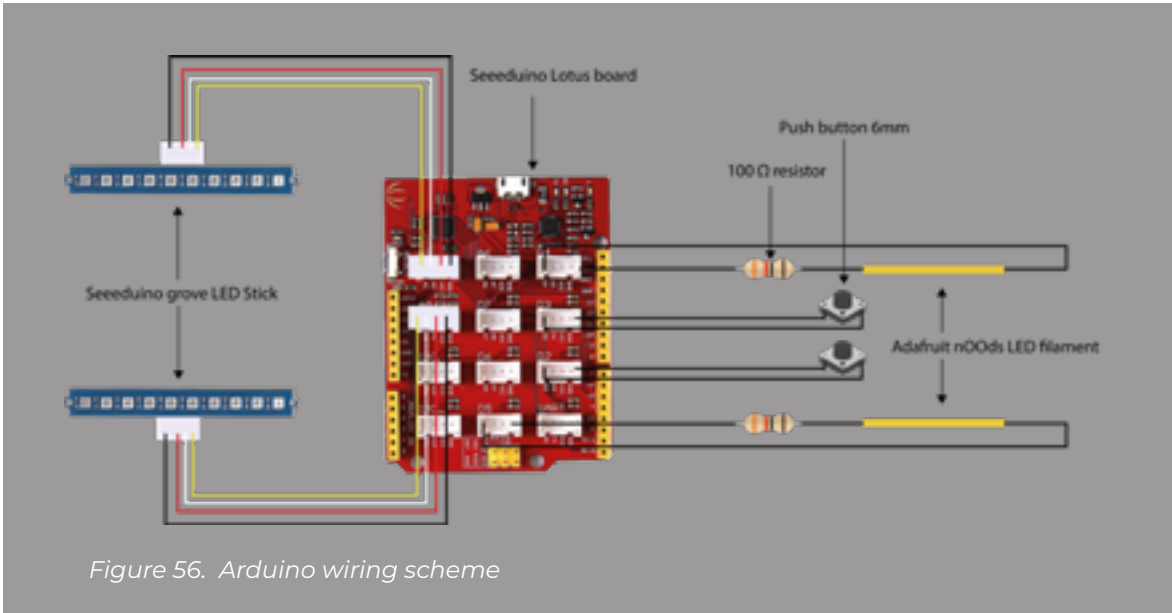 Seeeduino Lotus board
Push button 6mm
100 Ω resistor
Seeeduino grove LED Stick
Adafruit nOOds LED filament
Figure 56. Arduino wiring scheme